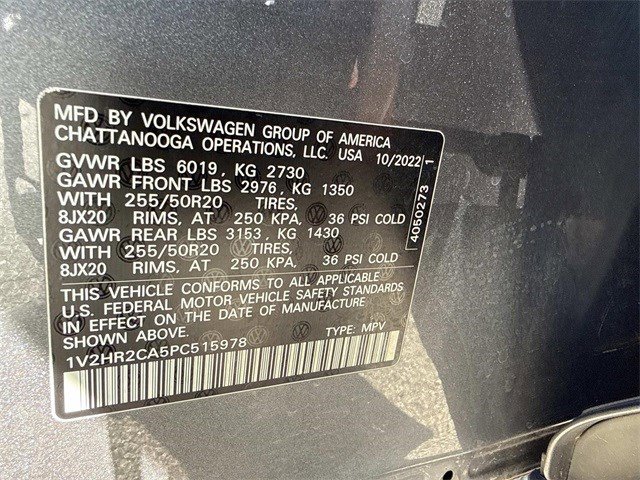 MFD. BY VOLKSWAGEN GROUP OF AMERICA
CHATTANOOGA OPERATIONS, LLC. USA 10/2022
GVWR LBS 6019, KG 2730
GAWR FRONT LBS 2976, KG 1350
WITH 255/50R20 TIRES,
8JX20 RIMS, AT 250 KPA, 36 PSI COLD
GAWR REAR LBS 3153, KG 1430
WITH 255/50R20 TIRES,
8JX20 RIMS, AT 250 KPA, 36 PSI COLD
THIS VEHICLE CONFORMS TO ALL APPLICABLE
U.S. FEDERAL MOTOR VEHICLE SAFETY STANDARDS
IN EFFECT ON THE DATE OF MANUFACTURE
SHOWN ABOVE.
1V2HR2CA5PC515978 TYPE: MPV
4050273 1